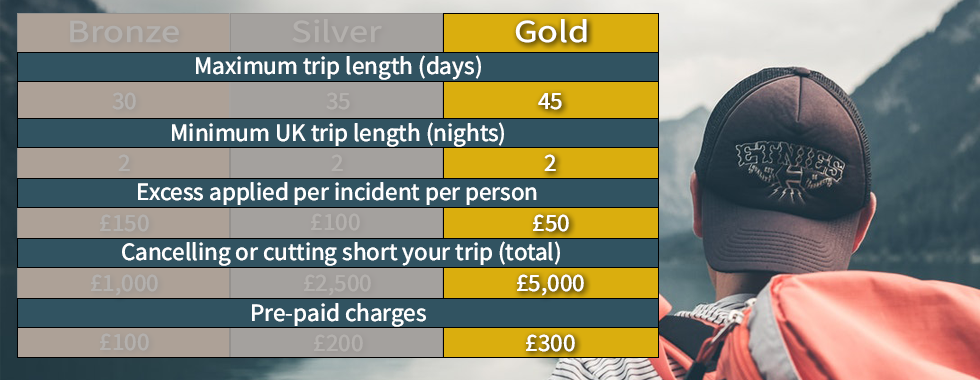 Bronze Silver Gold
Maximum trip length (days)
30 35 45
Minimum UK trip length (nights)
2 2 2
Excess applied per incident per person
£150 £100 £50
Cancelling or cutting short your trip (total)
£1,000 £2,500 £5,000
Pre-paid charges
£100 £200 £300
ETNIES